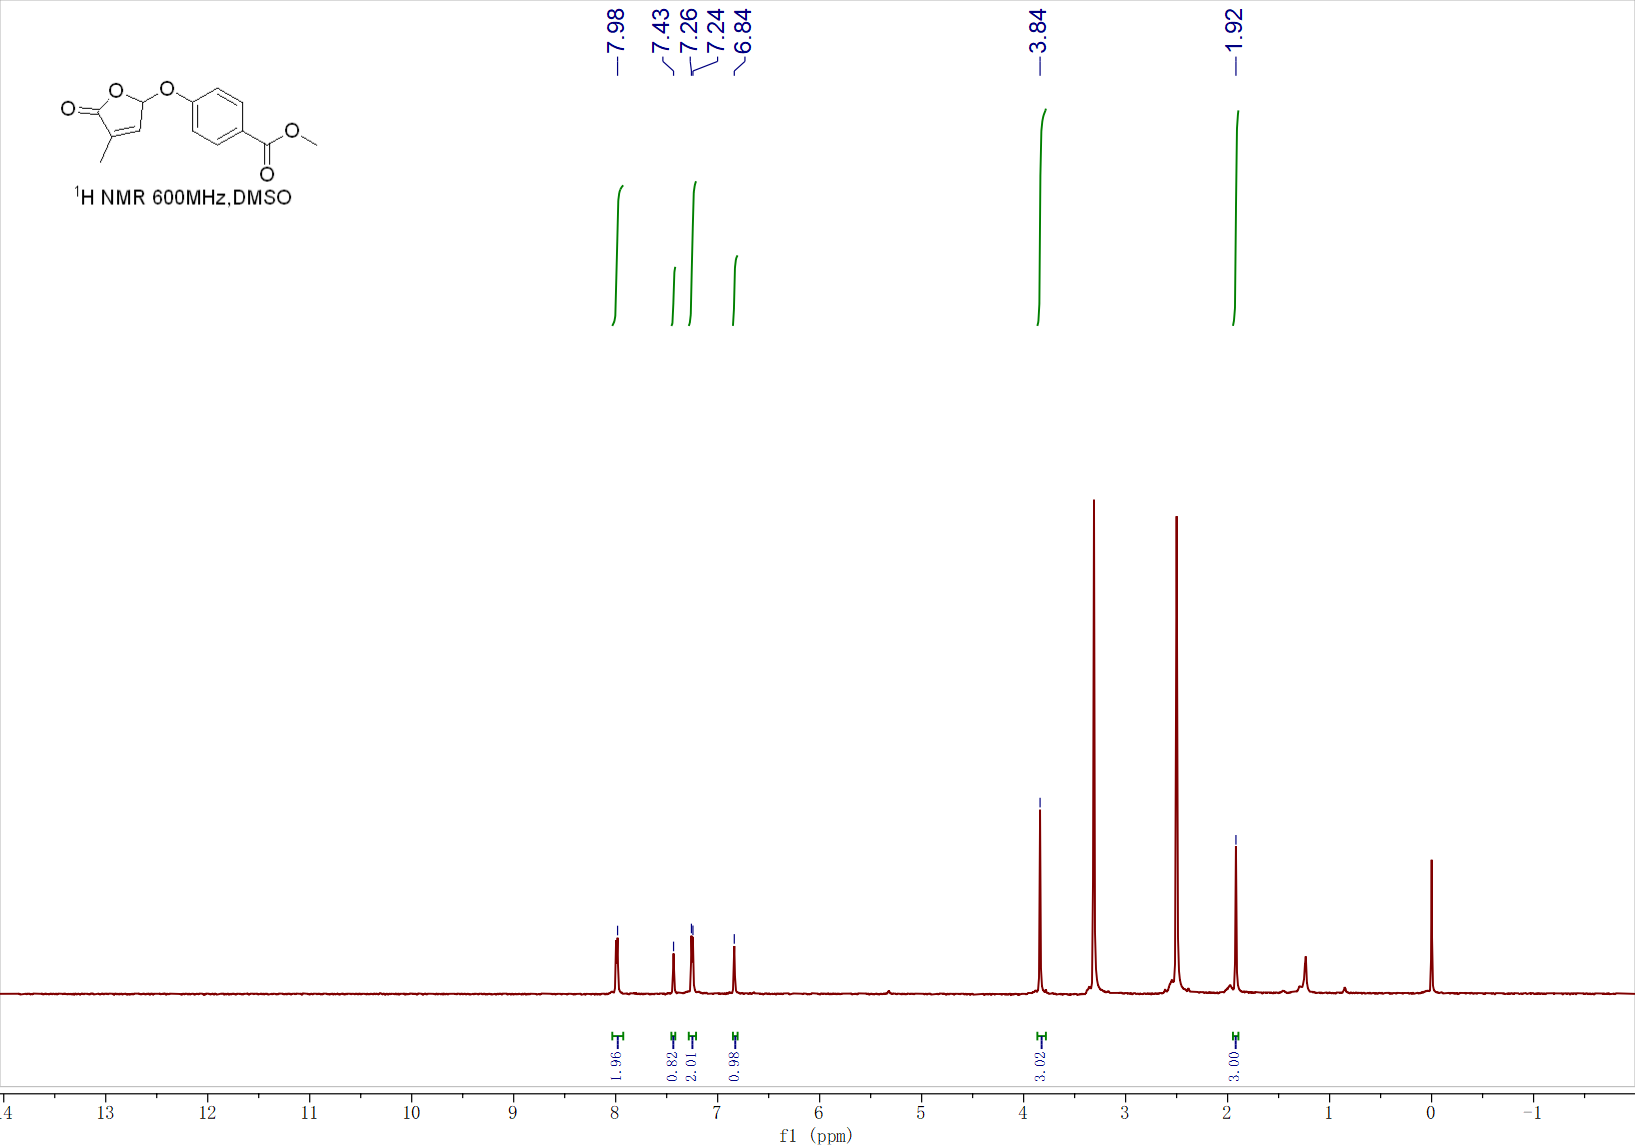 7.98
7.43
7.26
7.24
6.84
3.84
1.92
O
O
O
O
O
¹H NMR 600MHz,DMSO
1.96
0.82
2.01
0.98
3.02
3.00
14 13 12 11 10 9 8 7 6 5 4 3 2 1 0 -1
f1 (ppm)